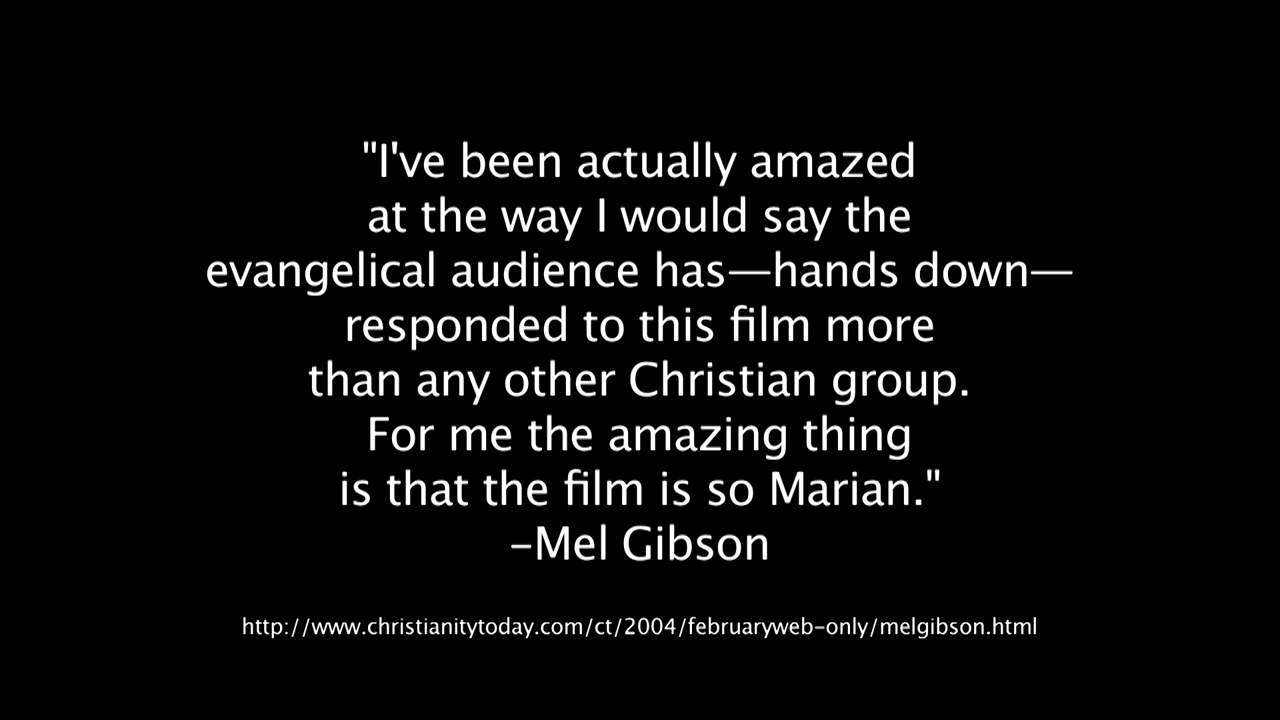 "I've been actually amazed
at the way I would say the
evangelical audience has—hands down—
responded to this film more
than any other Christian group.
For me the amazing thing
is that the film is so Marian."
–Mel Gibson
http://www.christianitytoday.com/ct/2004/februaryweb-only/melgibson.html